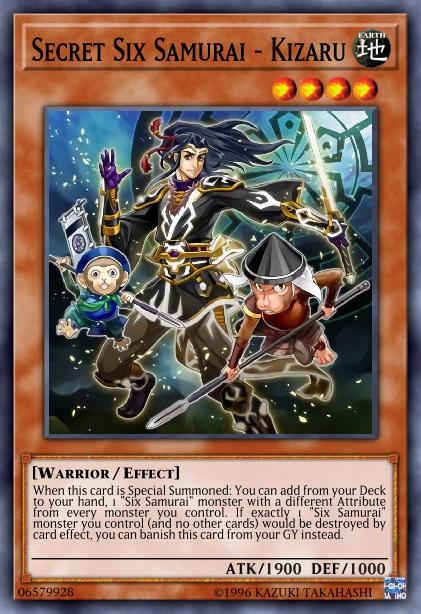 SECRET SIX SAMURAI - KIZARU
EARTH
地
[WARRIOR / EFFECT]
When this card is Special Summoned: You can add from your Deck
to your hand, 1 "Six Samurai" monster with a different Attribute
from every monster you control. If exactly 1 "Six Samurai"
monster you control (and no other cards) would be destroyed by
card effect, you can banish this card from your GY instead.
ATK/1900 DEF/1000
06579928
©1996 KAZUKI TAKAHASHI